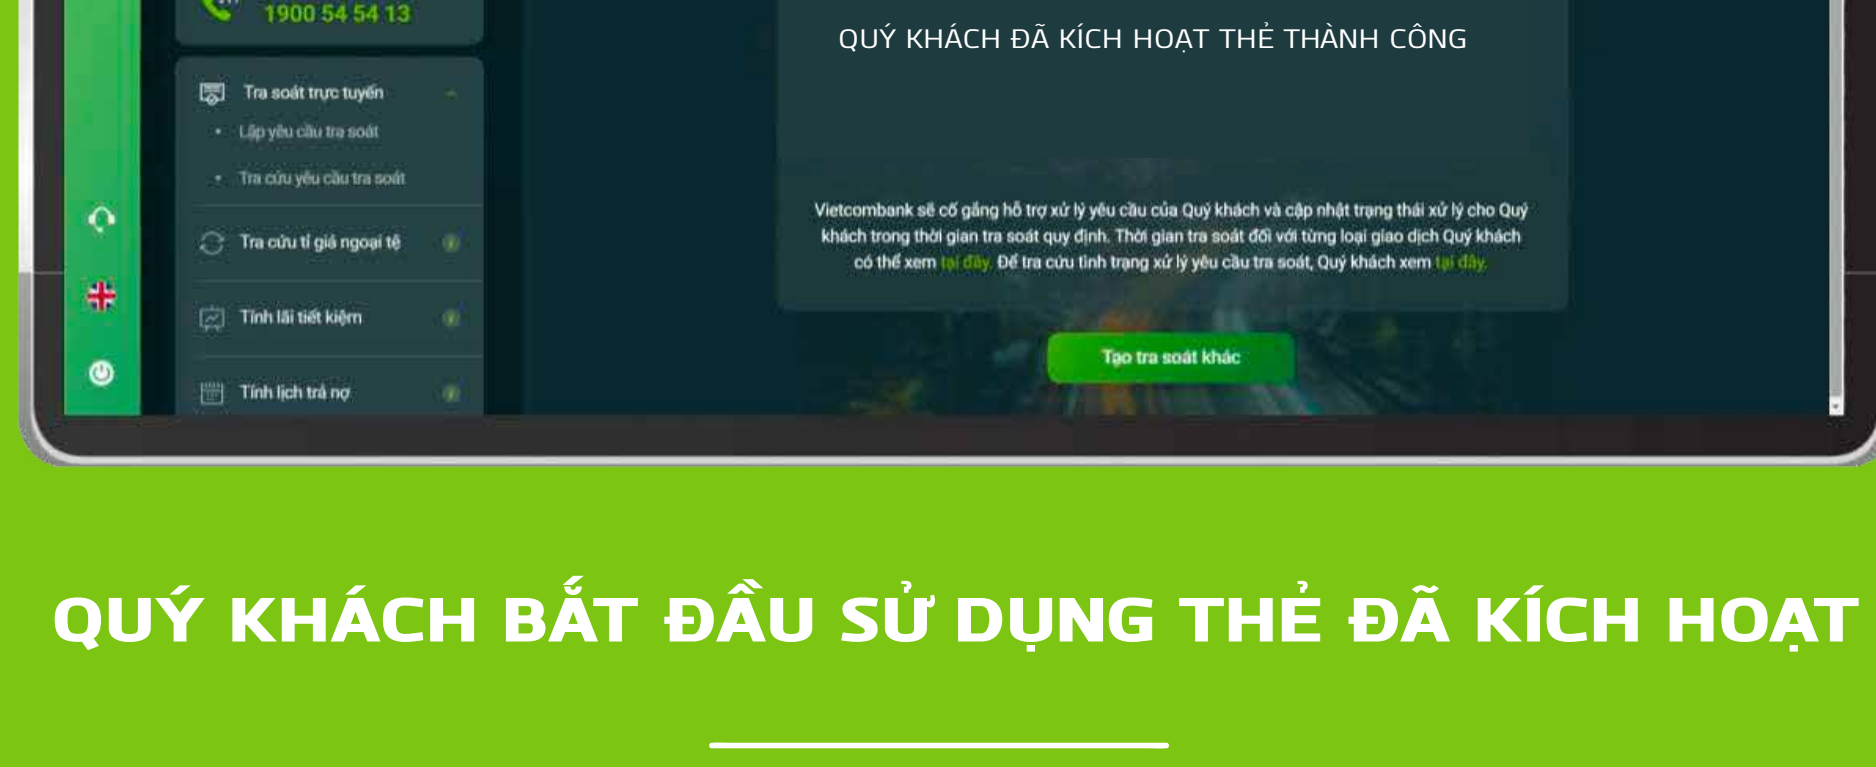 1900 54 54 13
Tra soát trực tuyến
Lập yêu cầu tra soát
Tra cứu yêu cầu tra soát
Tra cứu tỉ giá ngoại tệ
Tính lãi tiết kiệm
Tính lịch trả nợ
QUÝ KHÁCH ĐÃ KÍCH HOẠT THẺ THÀNH CÔNG
Vietcombank sẽ cố gắng hỗ trợ xử lý yêu cầu của Quý khách và cập nhật trạng thái xử lý cho Quý
khách trong thời gian tra soát quy định. Thời gian tra soát đối với từng loại giao dịch Quý khách
có thể xem tại đây. Để tra cứu tình trạng xử lý yêu cầu tra soát, Quý khách xem tại đây.
Tạo tra soát khác
QUÝ KHÁCH BẮT ĐẦU SỬ DỤNG THẺ ĐÃ KÍCH HOẠT